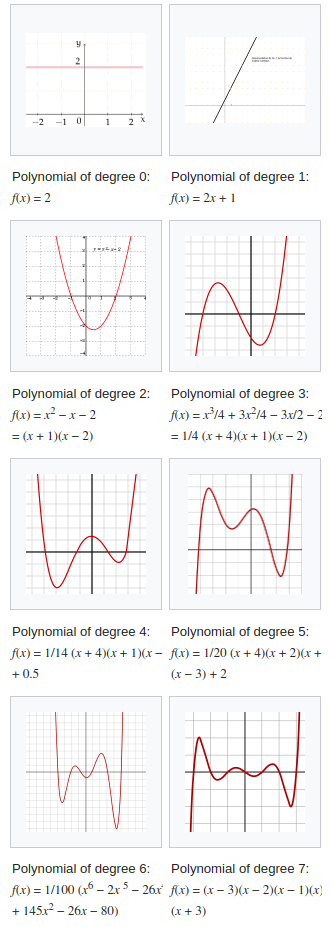 y
2
-2 -1 0 1 2 x
Polynomial of degree 0:
f(x) = 2
Polynomial of degree 1:
f(x) = 2x + 1
Polynomial of degree 2:
f(x) = x² − x − 2
= (x + 1)(x − 2)
Polynomial of degree 3:
f(x) = x³/4 + 3x²/4 − 3x/2 − 2
= 1/4 (x + 4)(x + 1)(x − 2)
Polynomial of degree 4:
f(x) = 1/14 (x + 4)(x + 1)(x −
+ 0.5
Polynomial of degree 5:
f(x) = 1/20 (x + 4)(x + 2)(x +
(x − 3) + 2
Polynomial of degree 6:
f(x) = 1/100 (x⁶ − 2x⁵ − 26x
+ 145x² − 26x − 80)
Polynomial of degree 7:
f(x) = (x − 3)(x − 2)(x − 1)(x)
(x + 3)